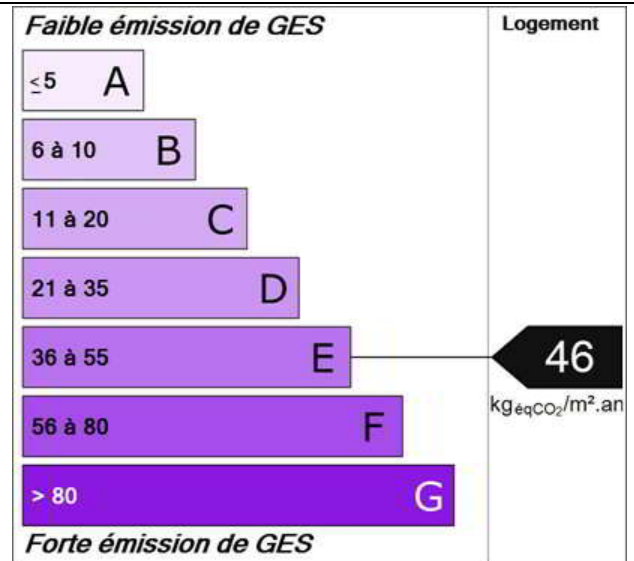 Faible émission de GES
Logement
≤5 A
6 à 10 B
11 à 20 C
21 à 35 D
36 à 55 E
46
kgéqCO₂/m².an
56 à 80 F
> 80 G
Forte émission de GES